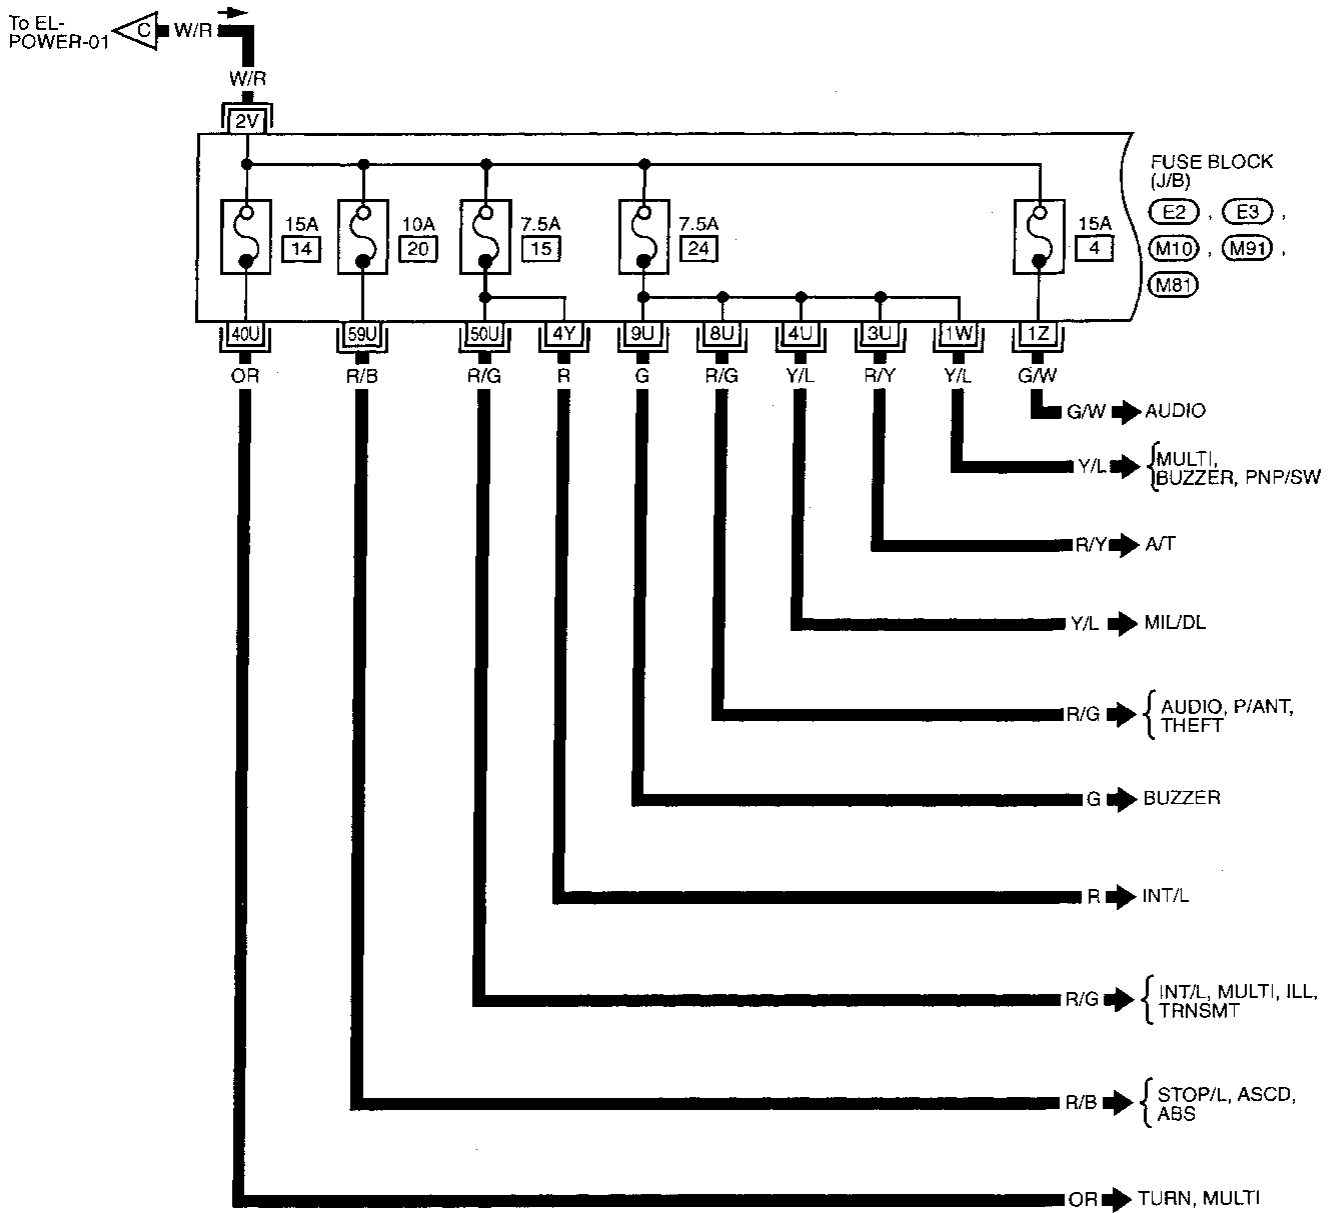 To EL-
POWER-01
C
W/R
W/R
2V
FUSE BLOCK
(J/B)
E2 , E3 ,
M10 , M91 ,
M81
15A
14
10A
20
7.5A
15
7.5A
24
15A
4
40U 59U 50U 4Y 9U 8U 4U 3U 1W 1Z
OR R/B R/G R G R/G Y/L R/Y Y/L G/W
G/W AUDIO
Y/L MULTI,
BUZZER, PNP/SW
R/Y A/T
Y/L MIL/DL
R/G AUDIO, P/ANT,
THEFT
G BUZZER
R INT/L
R/G INT/L, MULTI, ILL,
TRNSMT
R/B STOP/L, ASCD,
ABS
OR TURN, MULTI